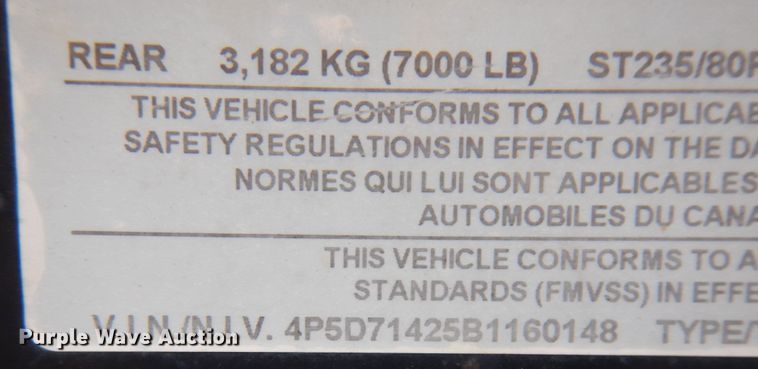 REAR 3,182 KG (7000 LB) ST235/80R
THIS VEHICLE CONFORMS TO ALL APPLICAB
SAFETY REGULATIONS IN EFFECT ON THE DA
NORMES QUI LUI SONT APPLICABLES
AUTOMOBILES DU CANA
THIS VEHICLE CONFORMS TO A
STANDARDS (FMVSS) IN EFFE
V.I.N./N.I.V. 4P5D71425B1160148 TYPE/
Purple Wave Auction